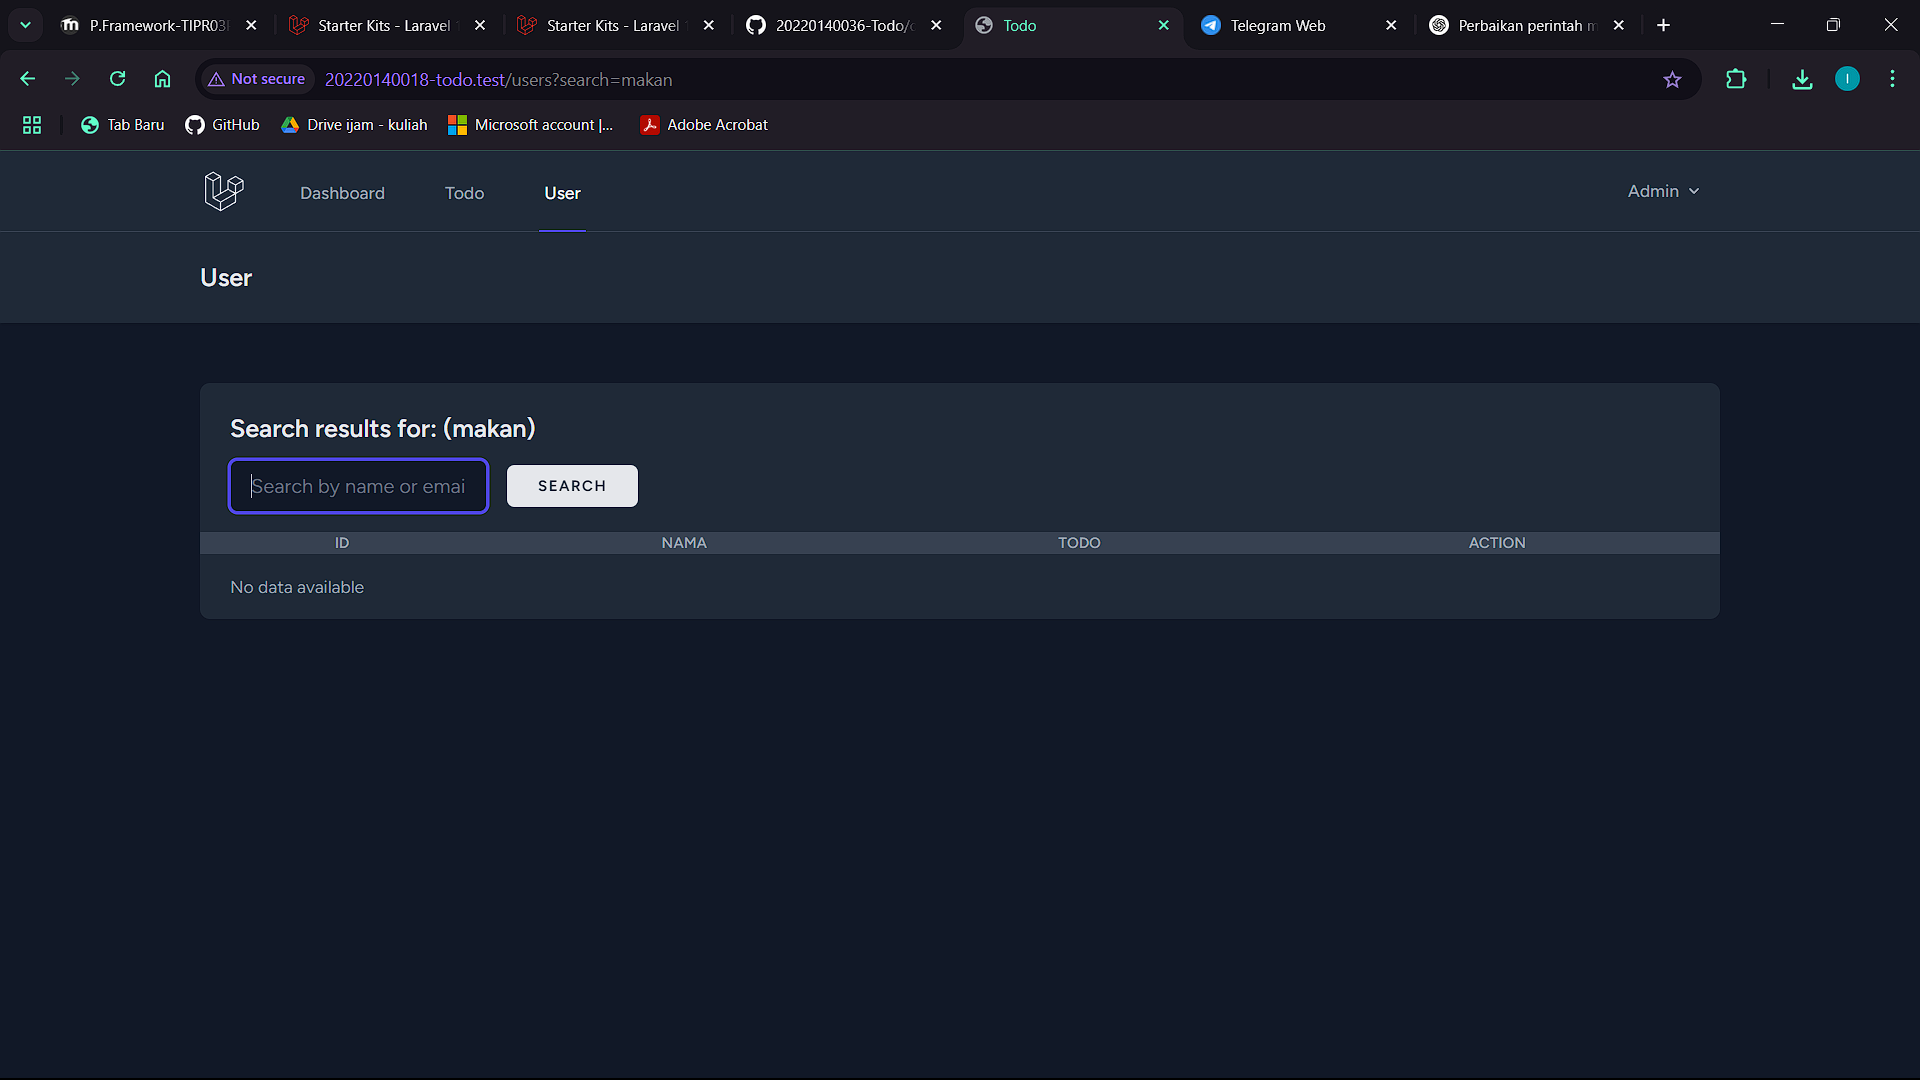 P.Framework-TIPR03
Starter Kits - Laravel
Starter Kits - Laravel
20220140036-Todo/
Todo
Telegram Web
Perbaikan perintah m
Not secure
20220140018-todo.test/users?search=makan
I
Tab Baru
GitHub
Drive ijam - kuliah
Microsoft account |...
Adobe Acrobat
Dashboard
Todo
User
Admin
User
Search results for: (makan)
Search by name or emai
SEARCH
ID
NAMA
TODO
ACTION
No data available